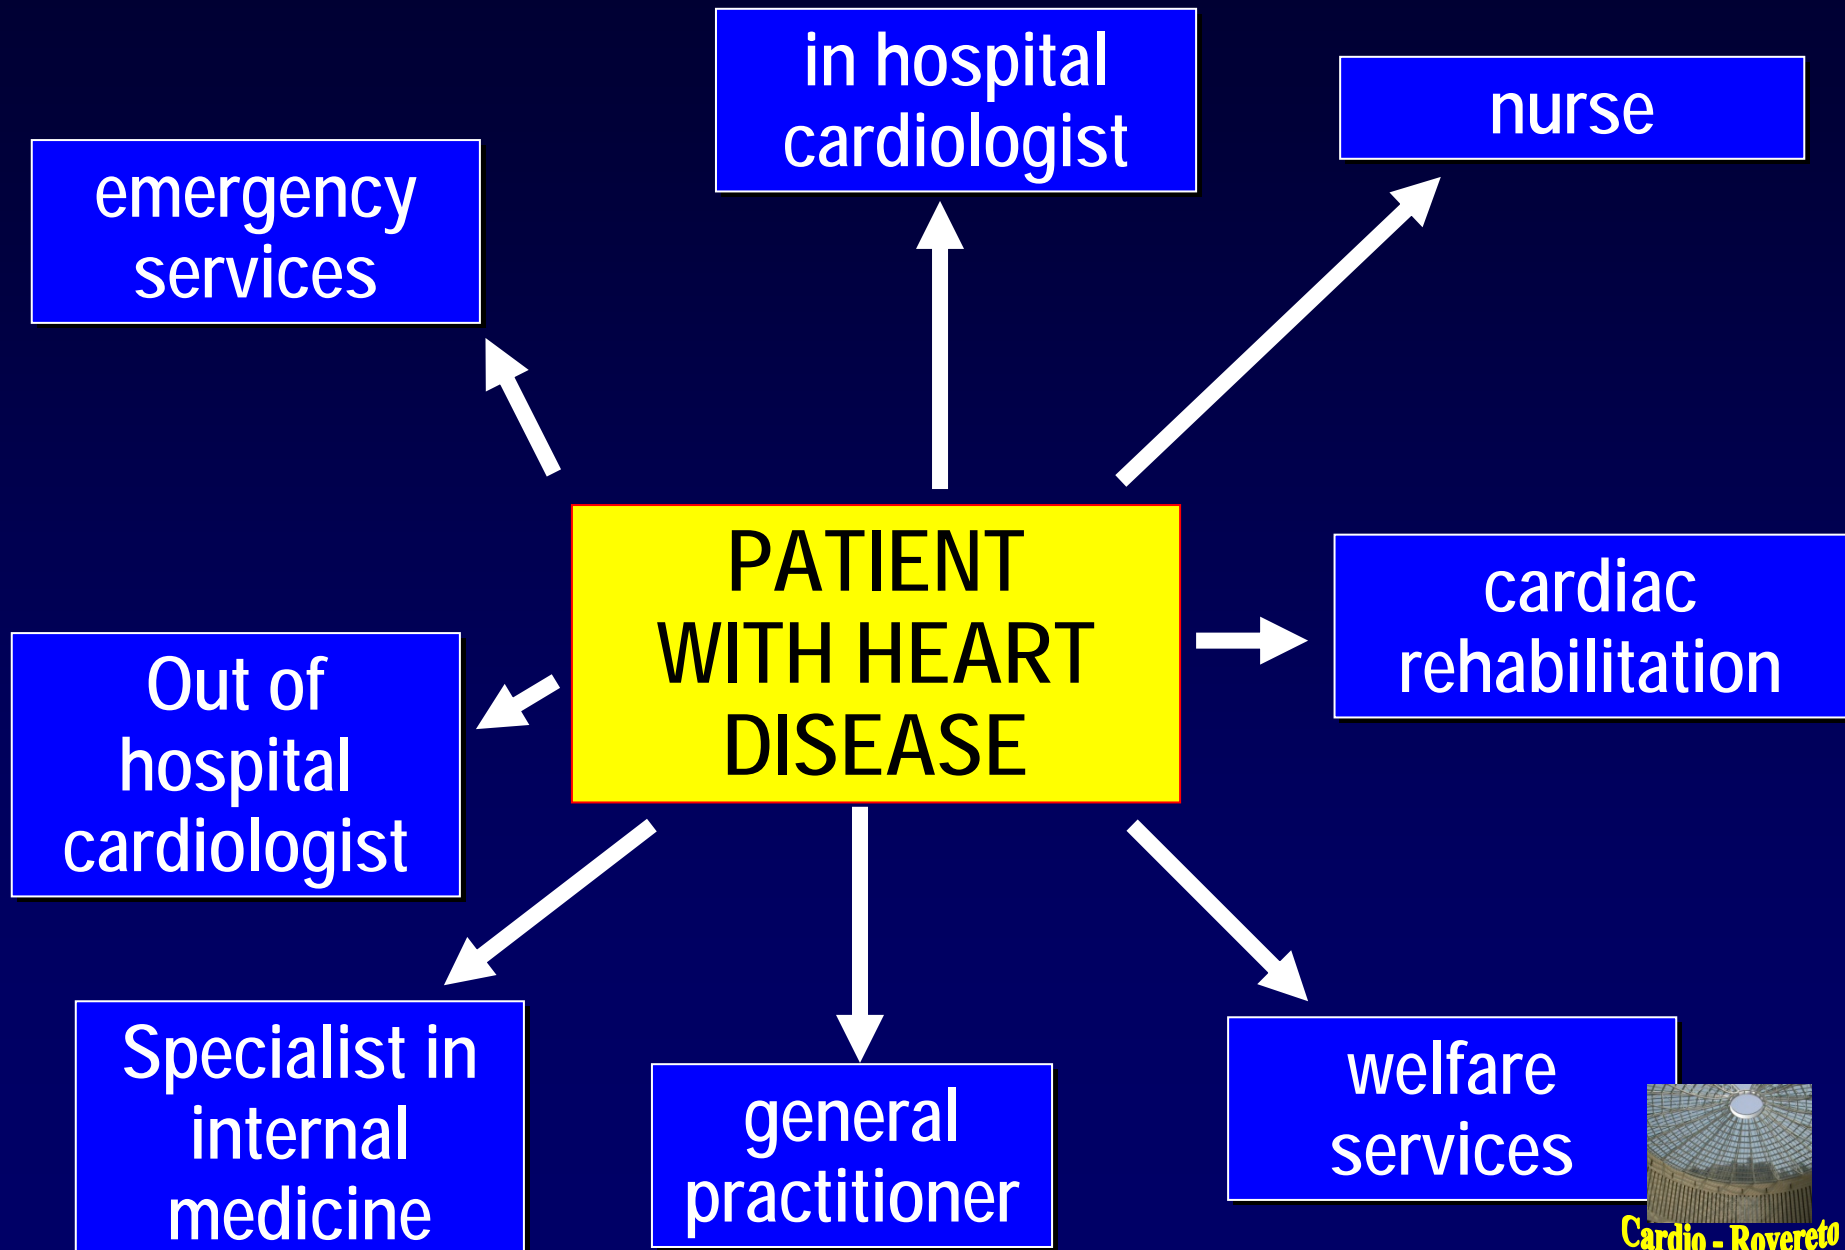 in hospital
cardiologist
nurse
emergency
services
PATIENT
WITH HEART
DISEASE
cardiac
rehabilitation
Out of
hospital
cardiologist
Specialist in
internal
medicine
general
practitioner
welfare
services
Cardio - Rovereto